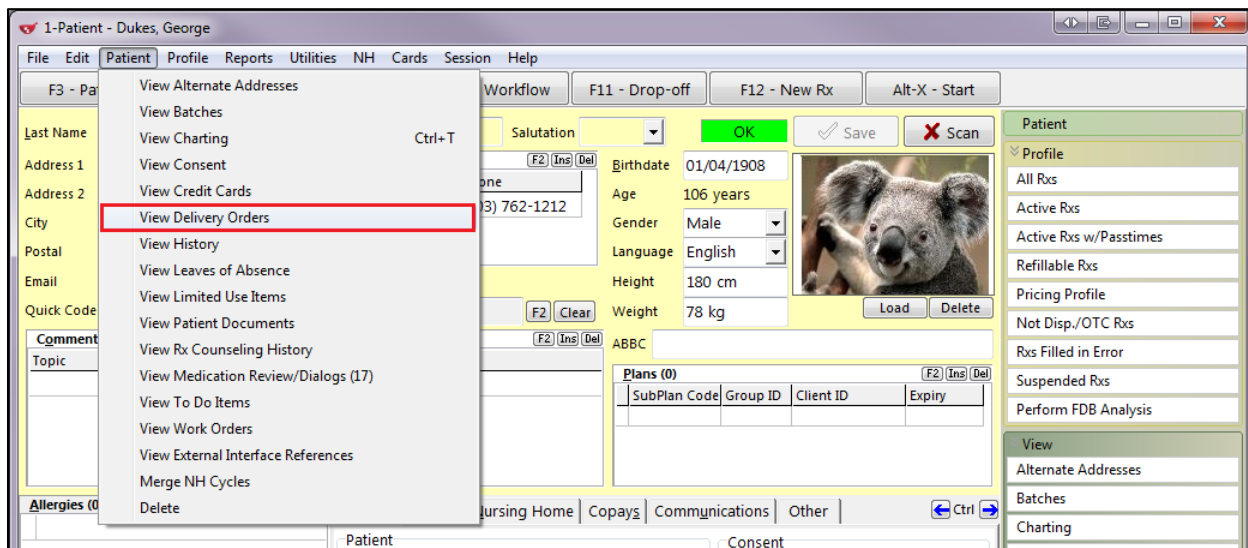 1-Patient - Dukes, George
File Edit Patient Profile Reports Utilities NH Cards Session Help
F3 - Workflow F11 - Drop-off F12 - New Rx Alt-X - Start
View Alternate Addresses
View Batches
View Charting Ctrl+T
View Consent
View Credit Cards
View Delivery Orders
View History
View Leaves of Absence
View Limited Use Items
View Patient Documents
View Rx Counseling History
View Medication Review/Dialogs (17)
View To Do Items
View Work Orders
View External Interface References
Merge NH Cycles
Delete
Last Name Salutation OK Save Scan
Address 1 F2 Ins Del Birthdate 01/04/1908
Address 2 762-1212 Age 106 years
City Gender Male
Postal Language English
Email Height 180 cm
Quick Code F2 Clear Weight 78 kg Load Delete
Comment F2 Ins Del ABBC
Topic
Plans (0) F2 Ins Del
SubPlan Code Group ID Client ID Expiry
Allergies Nursing Home Copays Communications Other Ctrl
Patient Consent
Patient
Profile
All Rxs
Active Rxs
Active Rxs w/Passtimes
Refillable Rxs
Pricing Profile
Not Disp./OTC Rxs
Rxs Filled in Error
Suspended Rxs
Perform FDB Analysis
View
Alternate Addresses
Batches
Charting